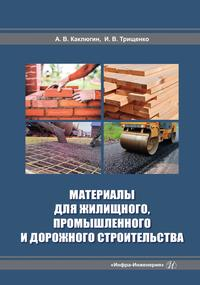 А. В. Каклюгин, И. В. Трищенко
МАТЕРИАЛЫ
ДЛЯ ЖИЛИЩНОГО,
ПРОМЫШЛЕННОГО
И ДОРОЖНОГО СТРОИТЕЛЬСТВА
«Инфра-Инженерия»